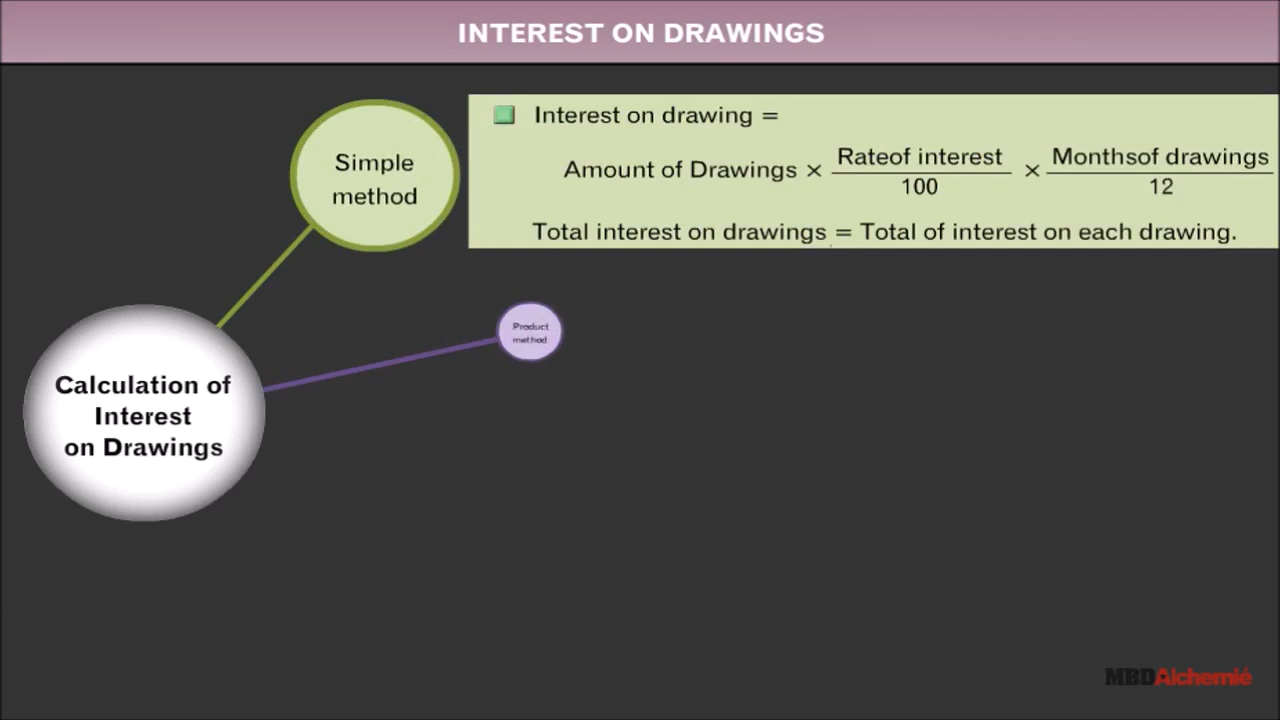 INTEREST ON DRAWINGS
Simple
method
Interest on drawing =
Amount of Drawings × Rateof interest / 100 × Monthsof drawings / 12
Total interest on drawings = Total of interest on each drawing.
Product
method
Calculation of
Interest
on Drawings
MBDAlchemié